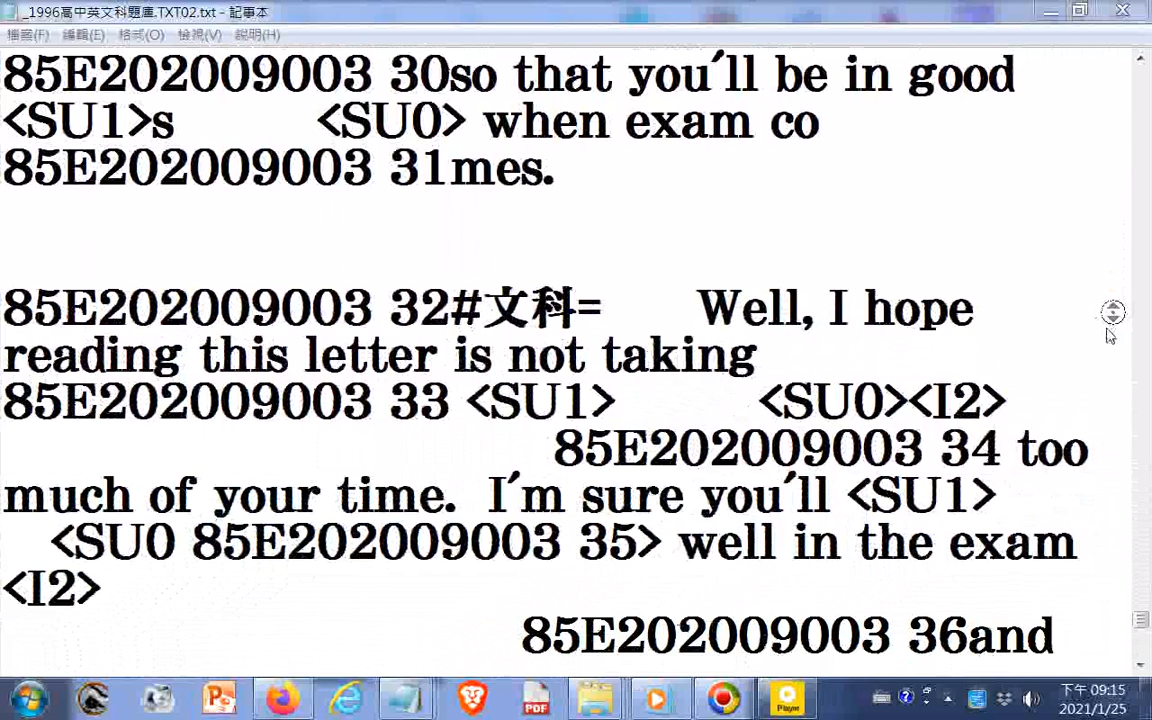 _1996高中英文科題庫.TXT02.txt - 記事本
檔案(F) 編輯(E) 格式(O) 檢視(V) 說明(H)
85E202009003 30so that you'll be in good
<SU1>s <SU0> when exam co
85E202009003 31mes.
85E202009003 32#文科= Well, I hope
reading this letter is not taking
85E202009003 33 <SU1> <SU0><I2>
85E202009003 34 too
much of your time. I'm sure you'll <SU1>
<SU0 85E202009003 35> well in the exam
<I2>
85E202009003 36and
PDF
Player
下午 09:15
2021/1/25